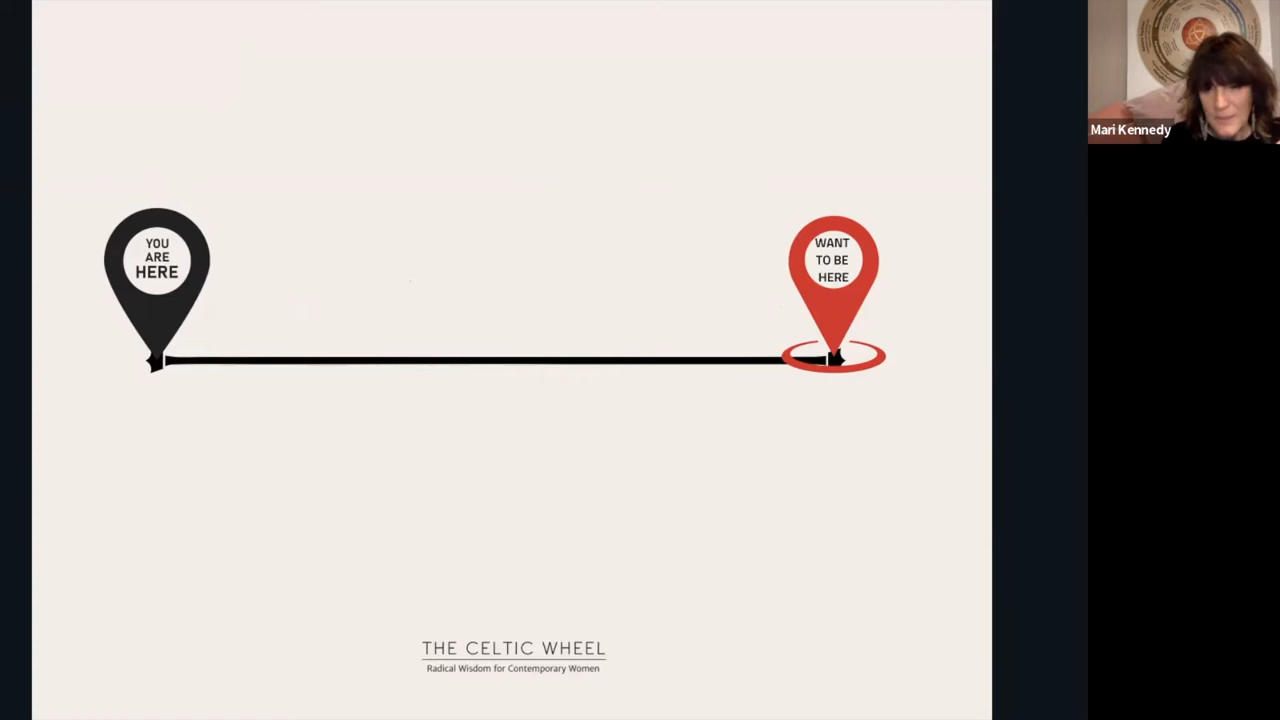 YOU
ARE
HERE
WANT
TO BE
HERE
THE CELTIC WHEEL
Radical Wisdom for Contemporary Women
Mari Kennedy